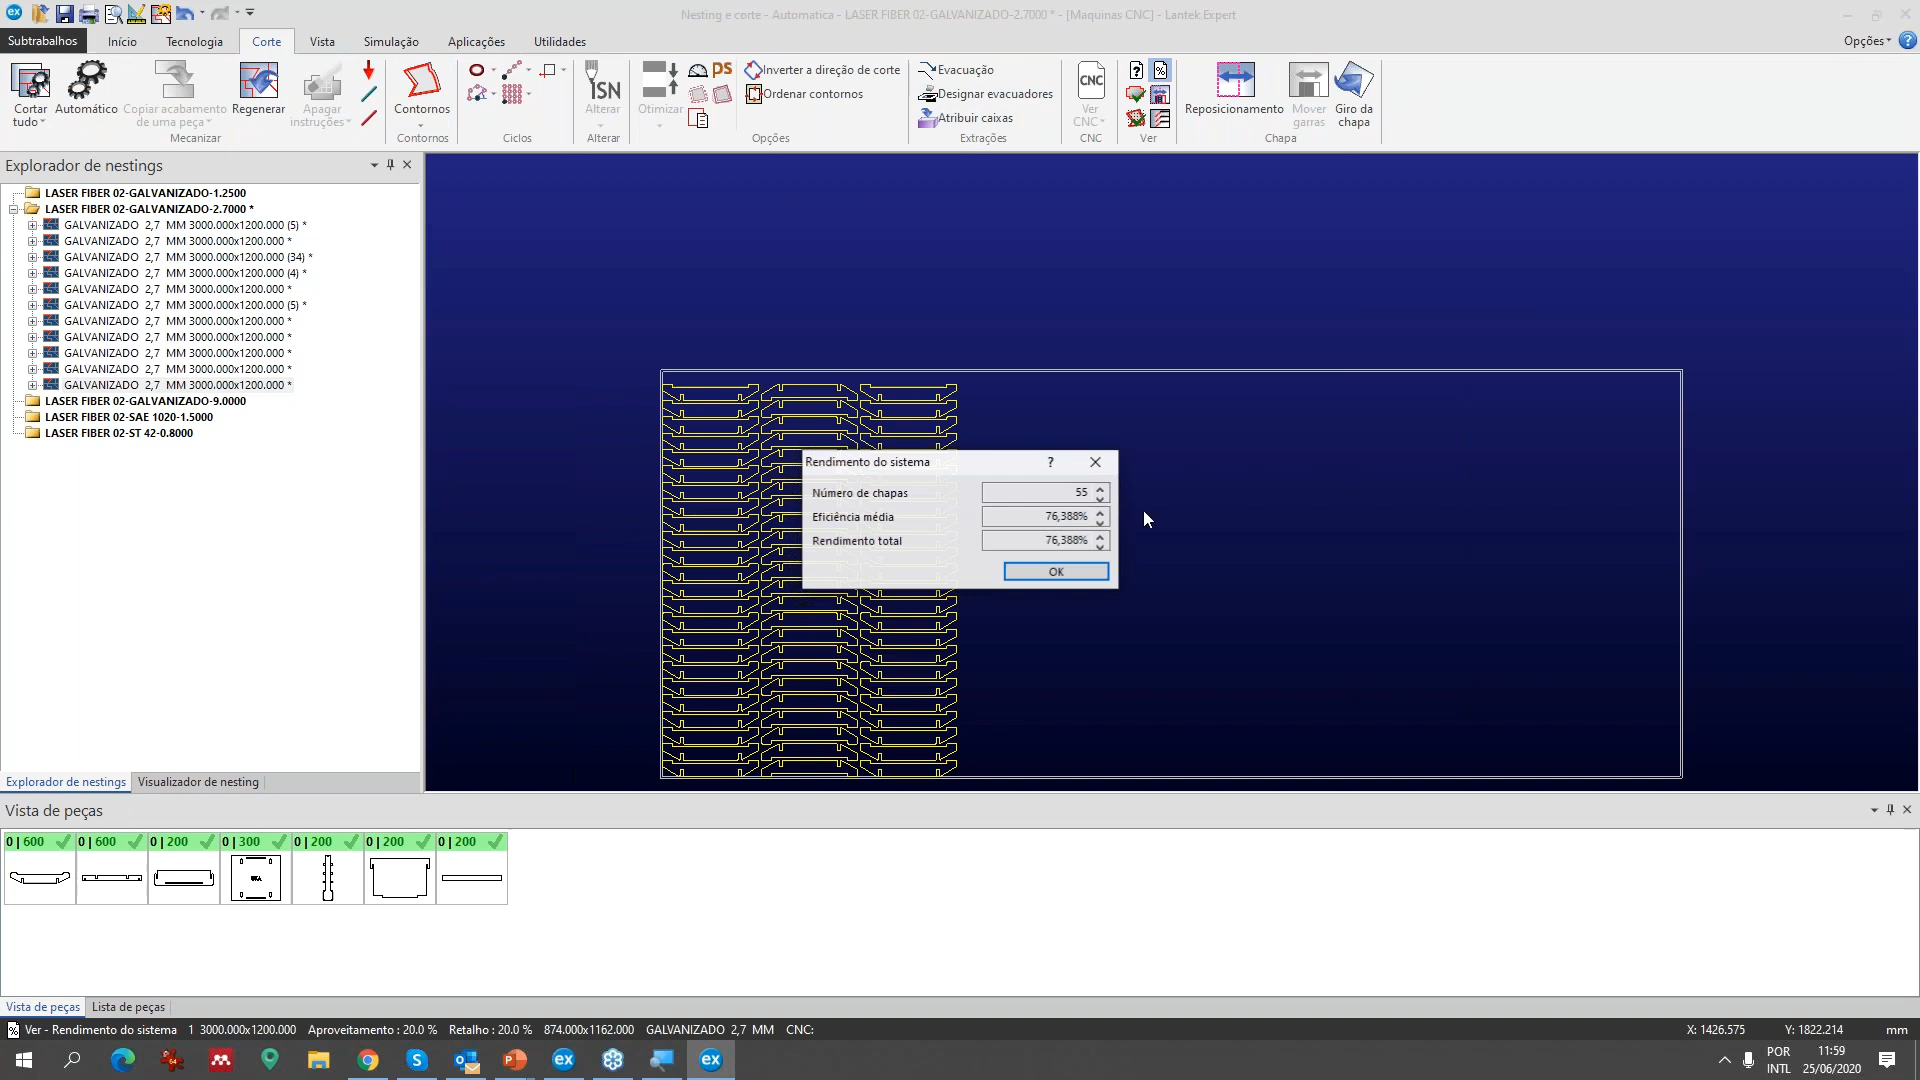 Nesting e corte - Automatica - LASER FIBER 02-GALVANIZADO-2.7000 * - [Maquinas CNC] - Lantek Expert
Subtrabalhos Início Tecnologia Corte Vista Simulação Aplicações Utilidades Opções
Cortar tudo
Automático
Copiar acabamento de uma peça
Regenerar
Apagar instruções
Mecanizar
Contornos
Contornos
Ciclos
ISN
Alterar
Alterar
Otimizar
PS
Inverter a direção de corte
Ordenar contornos
Opções
Evacuação
Designar evacuadores
Atribuir caixas
Extrações
CNC
Ver CNC
CNC
Ver
Reposicionamento
Mover garras
Giro da chapa
Chapa
Explorador de nestings
LASER FIBER 02-GALVANIZADO-1.2500
LASER FIBER 02-GALVANIZADO-2.7000 *
GALVANIZADO 2,7 MM 3000.000x1200.000 (5) *
GALVANIZADO 2,7 MM 3000.000x1200.000 *
GALVANIZADO 2,7 MM 3000.000x1200.000 (34) *
GALVANIZADO 2,7 MM 3000.000x1200.000 (4) *
GALVANIZADO 2,7 MM 3000.000x1200.000 *
GALVANIZADO 2,7 MM 3000.000x1200.000 (5) *
GALVANIZADO 2,7 MM 3000.000x1200.000 *
GALVANIZADO 2,7 MM 3000.000x1200.000 *
GALVANIZADO 2,7 MM 3000.000x1200.000 *
GALVANIZADO 2,7 MM 3000.000x1200.000 *
GALVANIZADO 2,7 MM 3000.000x1200.000 *
LASER FIBER 02-GALVANIZADO-9.0000
LASER FIBER 02-SAE 1020-1.5000
LASER FIBER 02-ST 42-0.8000
Rendimento do sistema ?
Número de chapas 55
Eficiência média 76,388%
Rendimento total 76,388%
OK
Explorador de nestings Visualizador de nesting
Vista de peças
0 | 600 0 | 600 0 | 200 0 | 300 0 | 200 0 | 200 0 | 200
Vista de peças Lista de peças
Ver - Rendimento do sistema 1 3000.000x1200.000 Aproveitamento : 20.0 % Retalho : 20.0 % 874.000x1162.000 GALVANIZADO 2,7 MM CNC: X: 1426.575 Y: 1822.214 mm
POR
INTL
11:59
25/06/2020